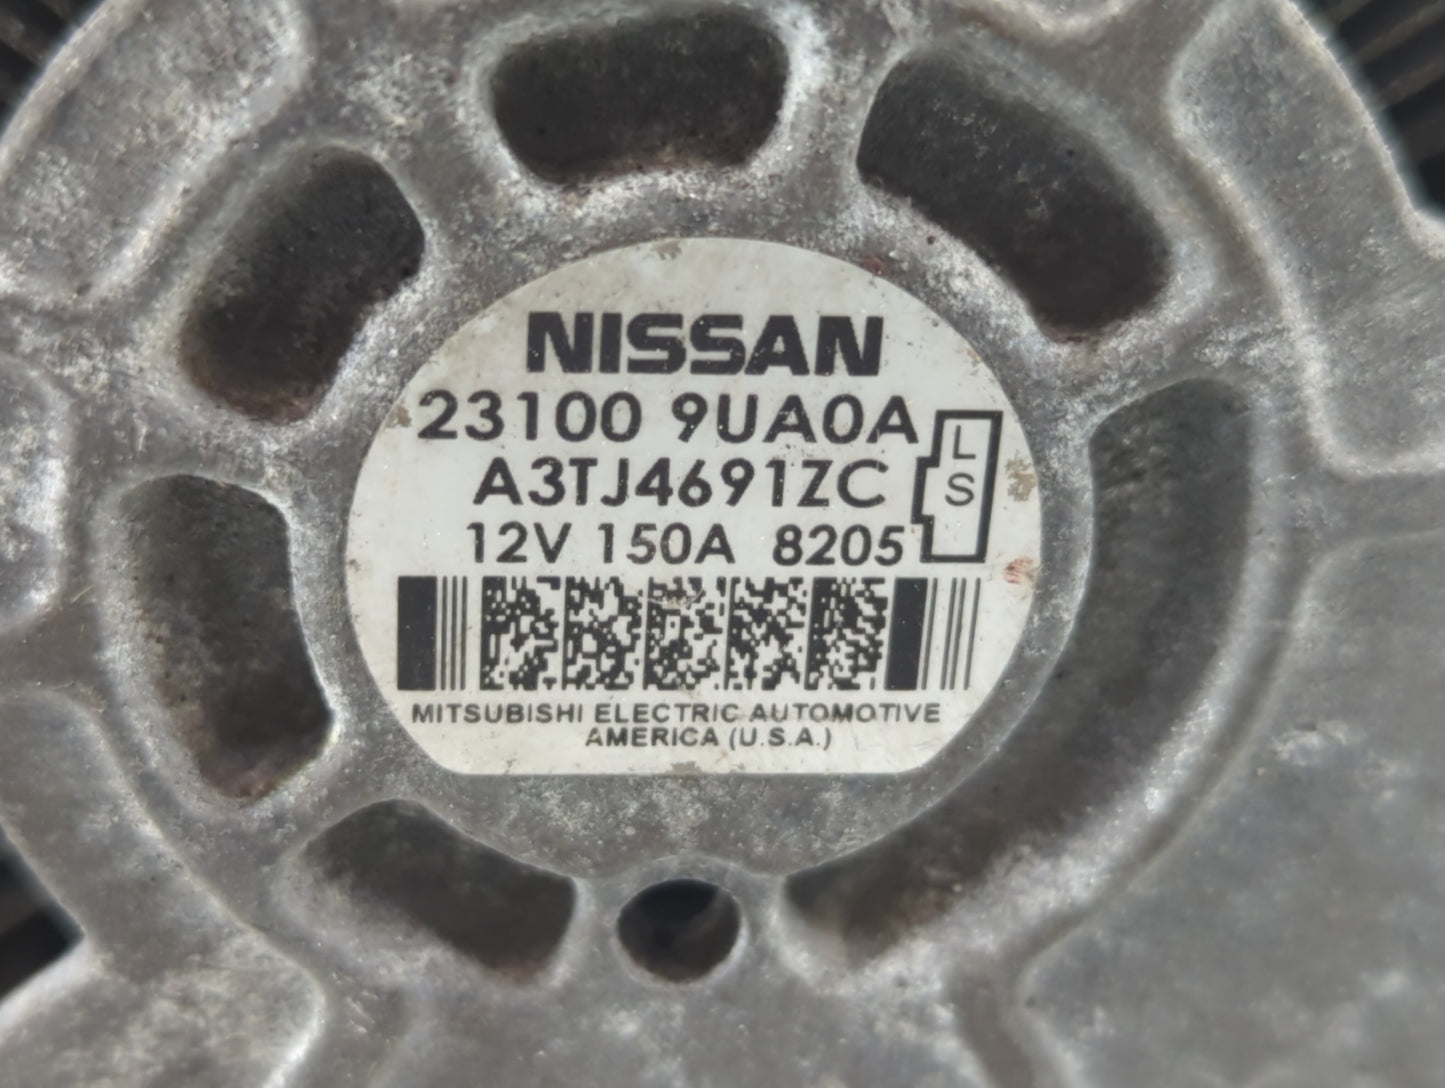 NISSAN
23100 9UA0A
A3TJ4691ZC
12V 150A 8205
L
S
MITSUBISHI ELECTRIC AUTOMOTIVE
AMERICA (U.S.A.)